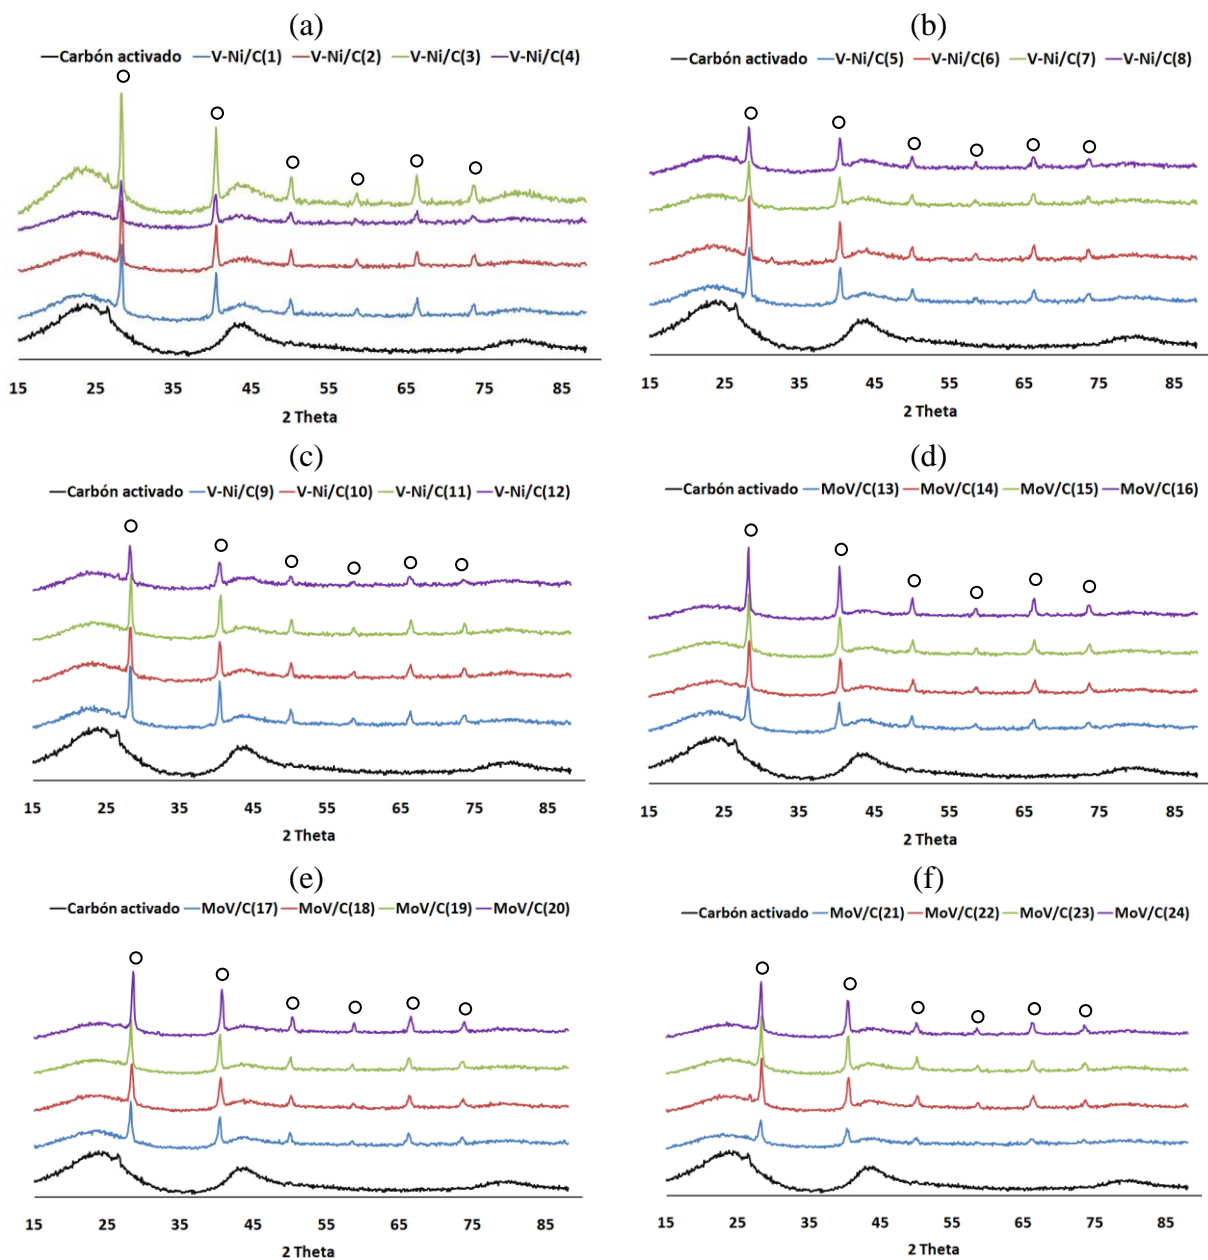 (a)
Carbón activado V-Ni/C(1) V-Ni/C(2) V-Ni/C(3) V-Ni/C(4)
15 25 35 45 55 65 75 85
2 Theta
(b)
Carbón activado V-Ni/C(5) V-Ni/C(6) V-Ni/C(7) V-Ni/C(8)
15 25 35 45 55 65 75 85
2 Theta
(c)
Carbón activado V-Ni/C(9) V-Ni/C(10) V-Ni/C(11) V-Ni/C(12)
15 25 35 45 55 65 75 85
2 Theta
(d)
Carbón activado MoV/C(13) MoV/C(14) MoV/C(15) MoV/C(16)
15 25 35 45 55 65 75 85
2 Theta
(e)
Carbón activado MoV/C(17) MoV/C(18) MoV/C(19) MoV/C(20)
15 25 35 45 55 65 75 85
2 Theta
(f)
Carbón activado MoV/C(21) MoV/C(22) MoV/C(23) MoV/C(24)
15 25 35 45 55 65 75 85
2 Theta